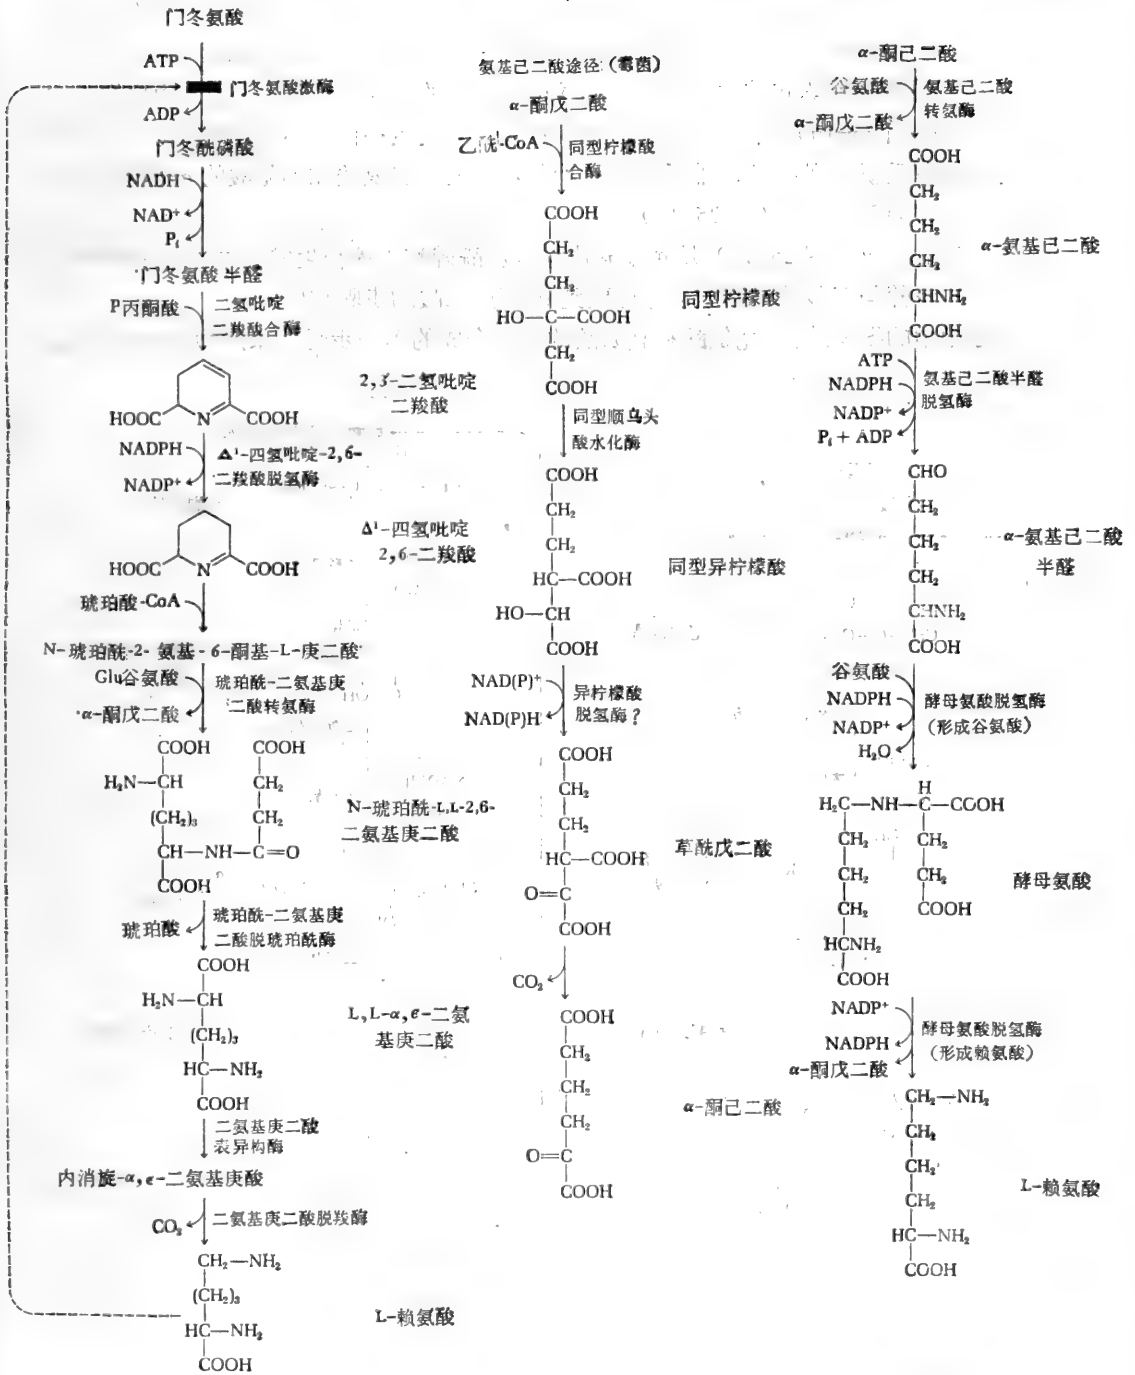 门冬氨酸
ATP
门冬氨酸激酶
ADP
门冬酰磷酸
NADH
NAD⁺
Pᵢ
门冬氨酸半醛
P丙酮酸
二氢吡啶
二羧酸合酶
HOOC N COOH
2,3-二氢吡啶
二羧酸
NADPH
Δ¹-四氢吡啶-2,6-
二羧酸脱氢酶
NADP⁺
HOOC N COOH
Δ¹-四氢吡啶
2,6-二羧酸
琥珀酸-CoA
N-琥珀酰-2-氨基-6-酮基-L-庚二酸
Glu谷氨酸
琥珀酰-二氨基庚
二酸转氨酶
α-酮戊二酸
COOH COOH
H₂N—CH CH₂
(CH₂)₃ CH₂
CH—NH—C=O
COOH
N-琥珀酰-L,L-2,6-
二氨基庚二酸
琥珀酸
琥珀酰-二氨基庚
二酸脱琥珀酰酶
COOH
H₂N—CH
(CH₂)₃
HC—NH₂
COOH
L,L-α,ε-二氨
基庚二酸
二氨基庚二酸
表异构酶
内消旋-α,ε-二氨基庚酸
CO₂
二氨基庚二酸脱羧酶
CH₂—NH₂
(CH₂)₃
HC—NH₂
COOH
L-赖氨酸
氨基己二酸途径:(霉菌)
α-酮戊二酸
乙酰-CoA
同型柠檬酸
合酶
COOH
CH₂
CH₂
HO—C—COOH
CH₂
COOH
同型柠檬酸
同型顺乌头
酸水化酶
COOH
CH₂
CH₂
HC—COOH
HO—CH
COOH
同型异柠檬酸
NAD(P)⁺
异柠檬酸
脱氢酶?
NAD(P)H
COOH
CH₂
CH₂
HC—COOH
O=C
COOH
草酰戊二酸
CO₂
COOH
CH₂
CH₂
CH₂
O=C
COOH
α-酮己二酸
α-酮己二酸
谷氨酸
氨基己二酸
转氨酶
α-酮戊二酸
COOH
CH₂
CH₂
CH₂
CHNH₂
COOH
α-氨基己二酸
ATP
NADPH
氨基己二酸半醛
脱氢酶
NADP⁺
Pᵢ + ADP
CHO
CH₂
CH₂
CH₂
CHNH₂
COOH
α-氨基己二酸
半醛
谷氨酸
NADPH
酵母氨酸脱氢酶
NADP⁺
(形成谷氨酸)
H₂O
H
H₂C—NH—C—COOH
CH₂ CH₂
CH₂ CH₂
CH₂ COOH
HCNH₂
COOH
酵母氨酸
NADP⁺
酵母氨酸脱氢酶
NADPH
(形成赖氨酸)
α-酮戊二酸
CH₂—NH₂
CH₂
CH₂
CH₂
HC—NH₂
COOH
L-赖氨酸